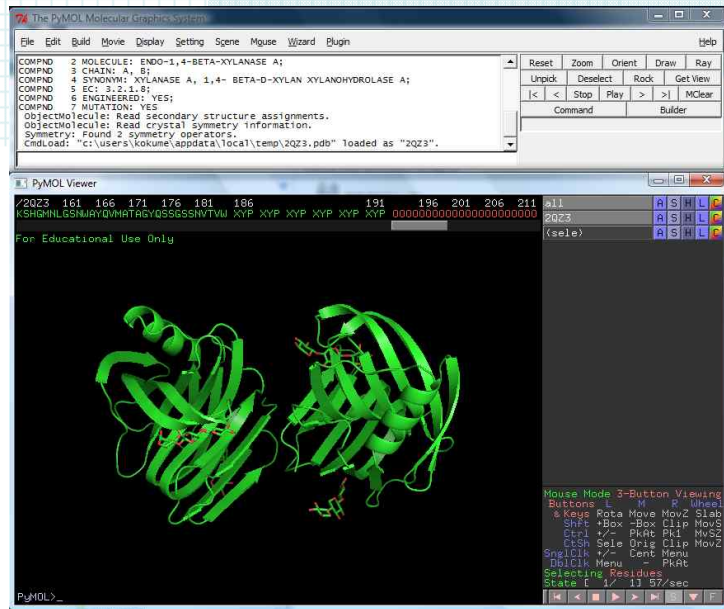 The PyMOL Molecular Graphics System
File Edit Build Movie Display Setting Scene Mouse Wizard Plugin Help
COMPND 2 MOLECULE: ENDO-1,4-BETA-XYLANASE A;
COMPND 3 CHAIN: A, B;
COMPND 4 SYNONYM: XYLANASE A, 1,4- BETA-D-XYLAN XYLANOHYDROLASE A;
COMPND 5 EC: 3.2.1.8;
COMPND 6 ENGINEERED: YES;
COMPND 7 MUTATION: YES
ObjectMolecule: Read secondary structure assignments.
ObjectMolecule: Read crystal symmetry information.
Symmetry: Found 2 symmetry operators.
CmdLoad: "c:\users\kokume\appdata\local\temp\2QZ3.pdb" loaded as "2QZ3".
Reset Zoom Orient Draw Ray
Unpick Deselect Rock Get View
|< < Stop Play > >| MClear
Command Builder
PyMOL Viewer
/2QZ3 161 166 171 176 181 186 191 196 201 206 211
KSHGMNLGSNWAYQVMATAGYQSSGSSNVTVW XYP XYP XYP XYP XYP XYP OOOOOOOOOOOOOOOOOOOOO
For Educational Use Only
all A S H L C
2QZ3 A S H L C
(sele) A S H L C
Mouse Mode 3-Button Viewing
Buttons L M R Wheel
& Keys Rota Move MovZ Slab
Shft +Box -Box Clip MovS
Ctrl +/- PkAt Pk1 MvSZ
CtSh Sele Orig Clip MovZ
SnglClk +/- Cent Menu
DblClk Menu - PkAt
Selecting Residues
State [ 1/ 1] 57/sec
S F
PyMOL>_